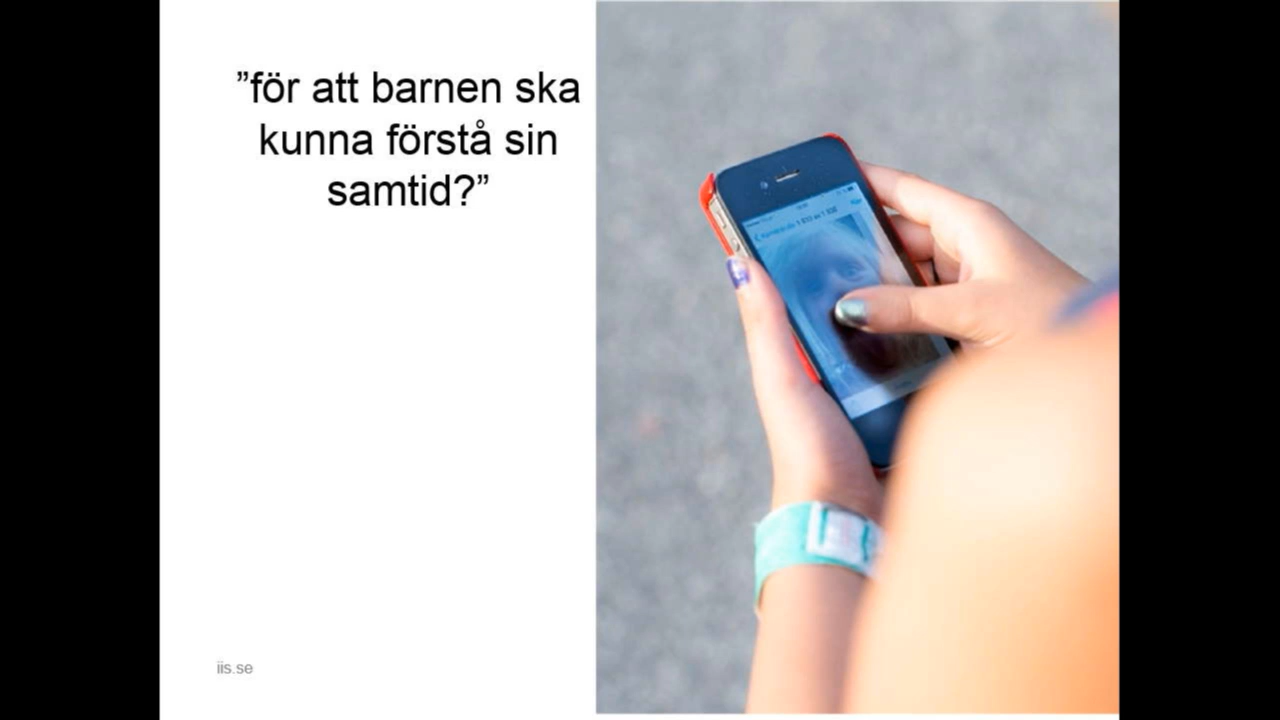 ”för att barnen ska
kunna förstå sin
samtid?”
iis.se